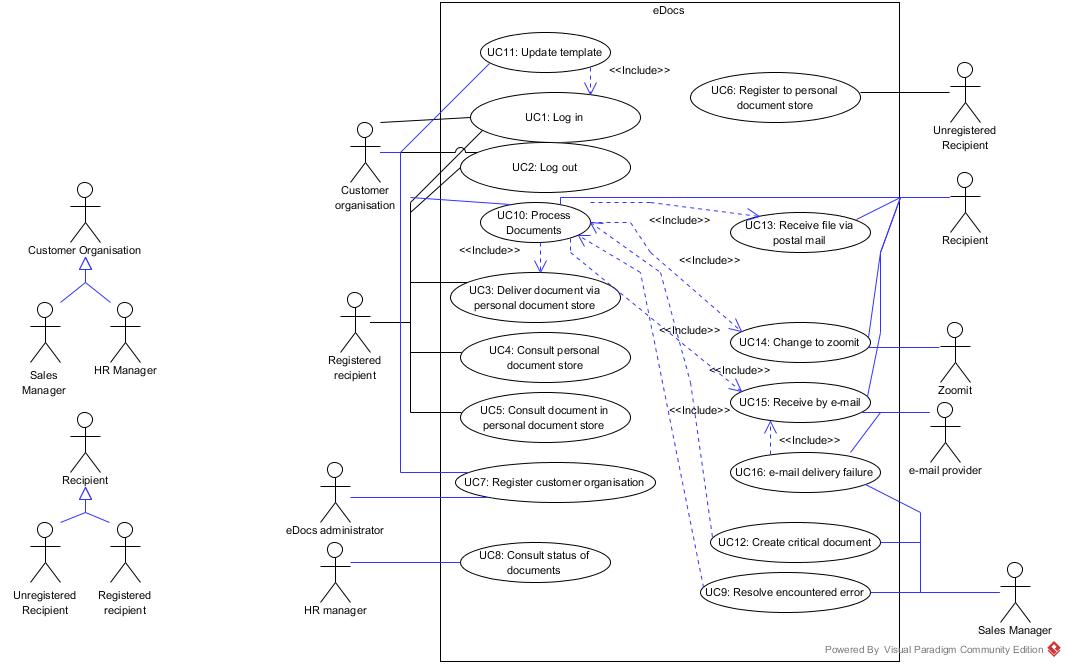 eDocs
UC11: Update template
<<Include>>
UC6: Register to personal
document store
UC1: Log in
Unregistered
Recipient
UC2: Log out
Customer
organisation
UC10: Process
Documents
<<Include>>
UC13: Receive file via
postal mail
Recipient
Customer Organisation
<<Include>>
<<Include>>
UC3: Deliver document via
personal document store
<<Include>>
UC14: Change to zoomit
UC4: Consult personal
document store
Registered
recipient
Sales
Manager
HR Manager
<<Include>>
Zoomit
UC15: Receive by e-mail
<<Include>>
UC5: Consult document in
personal document store
<<Include>>
e-mail provider
UC16: e-mail delivery failure
Recipient
UC7: Register customer organisation
eDocs administrator
UC12: Create critical document
UC8: Consult status of
documents
HR manager
UC9: Resolve encountered error
Unregistered
Recipient
Registered
recipient
Sales Manager
Powered By Visual Paradigm Community Edition